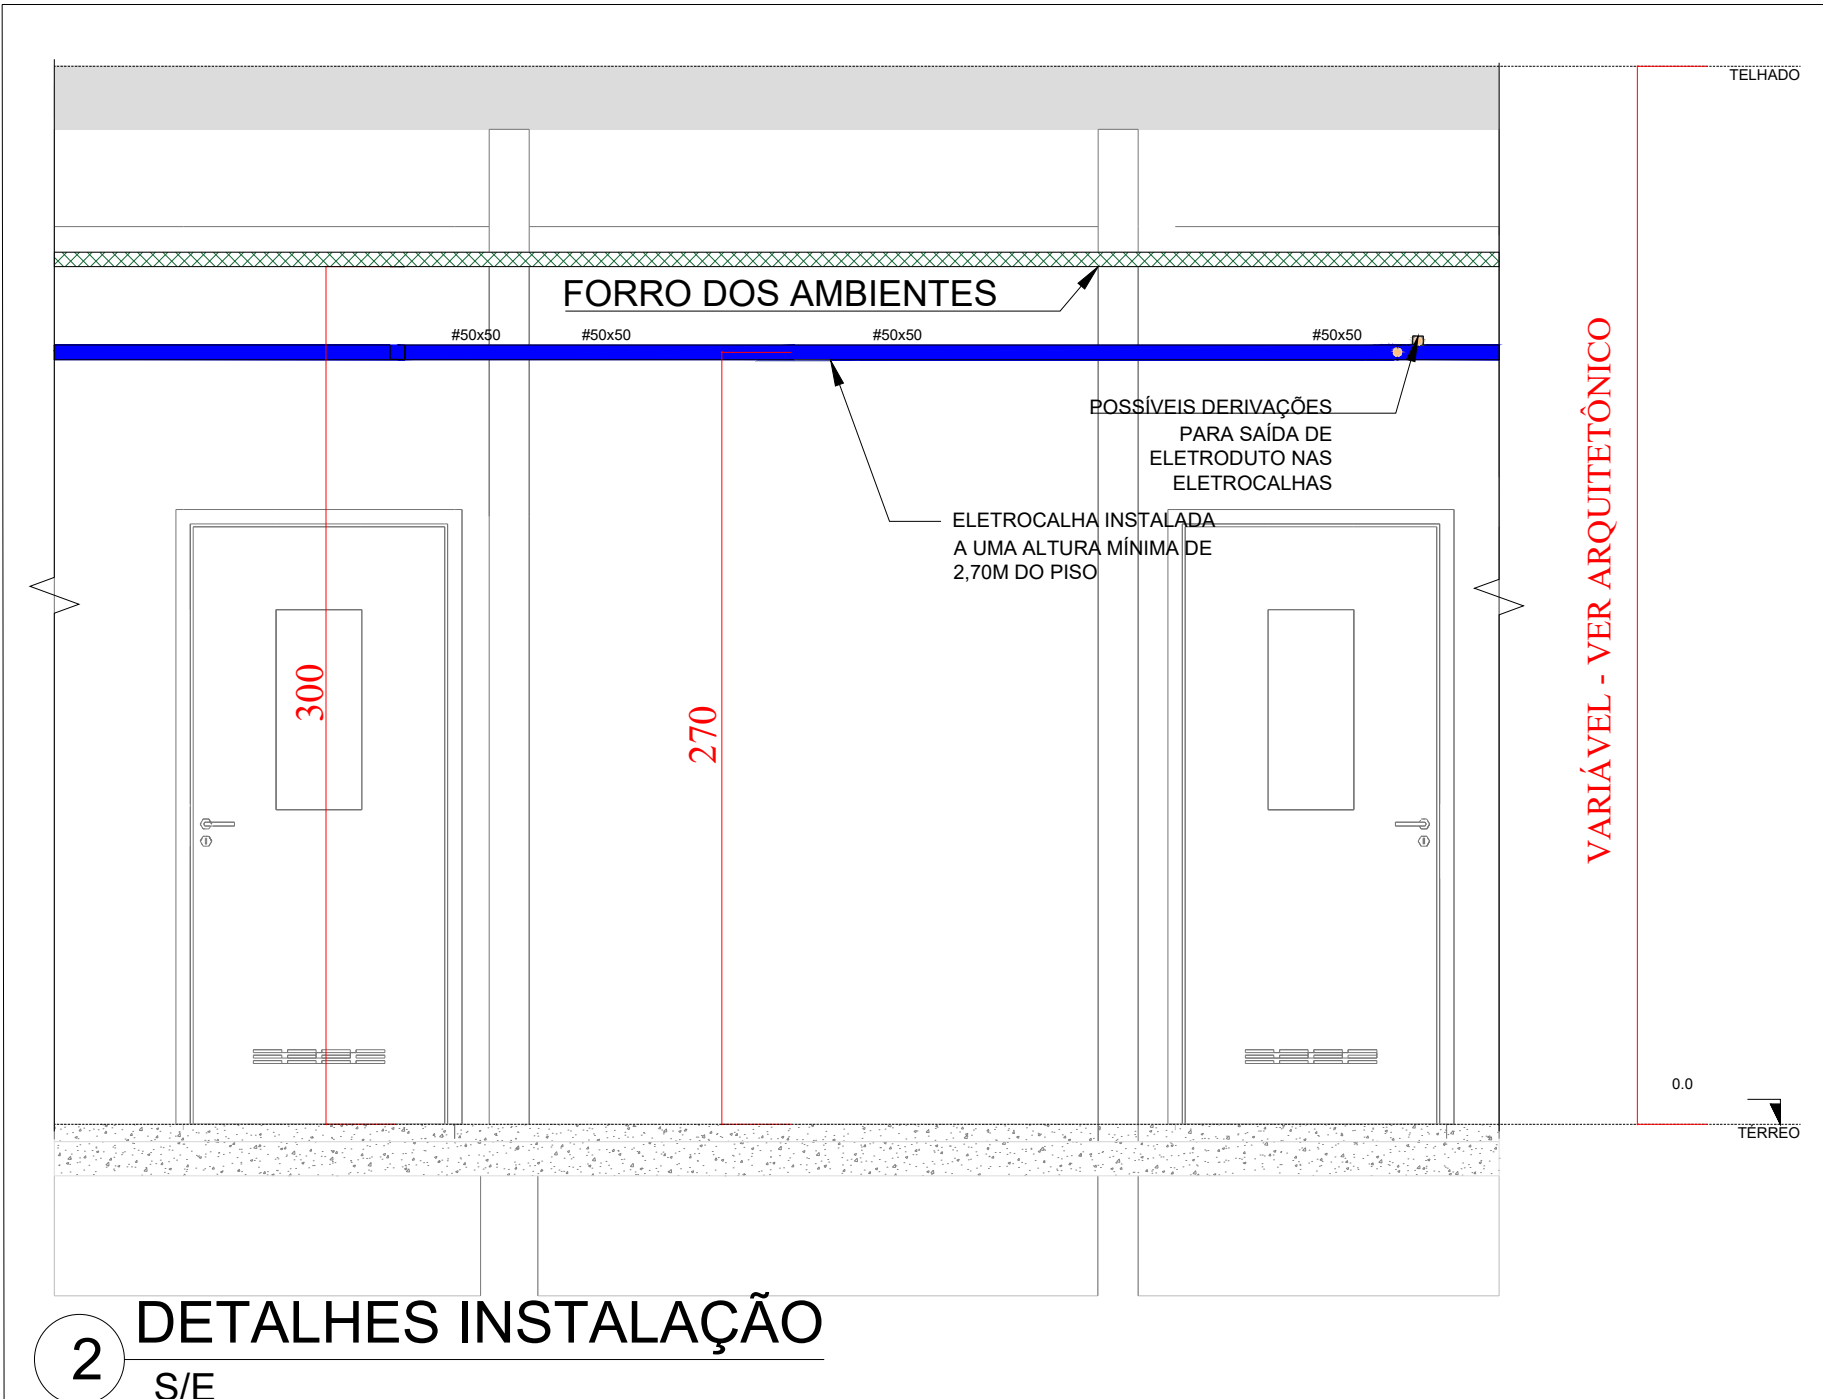 TELHADO
FORRO DOS AMBIENTES
#50x50
#50x50
#50x50
#50x50
POSSÍVEIS DERIVAÇÕES
PARA SAÍDA DE
ELETRODUTO NAS
ELETROCALHAS
ELETROCALHA INSTALADA
A UMA ALTURA MÍNIMA DE
2,70M DO PISO
300
270
VARIÁVEL - VER ARQUITETÔNICO
0.0
TÉRREO
2
DETALHES INSTALAÇÃO
S/E